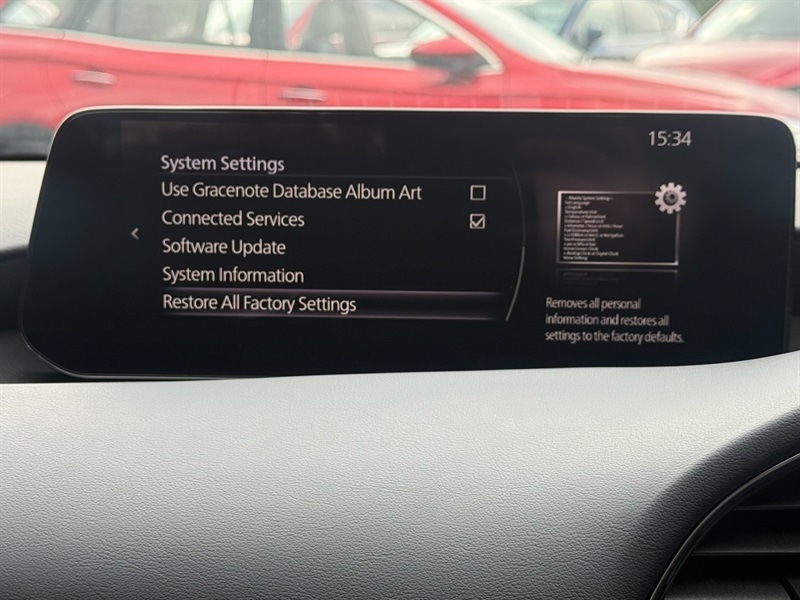 15:34
System Settings
Use Gracenote Database Album Art
Connected Services
Software Update
System Information
Restore All Factory Settings
Removes all personal
information and restores all
settings to the factory defaults.